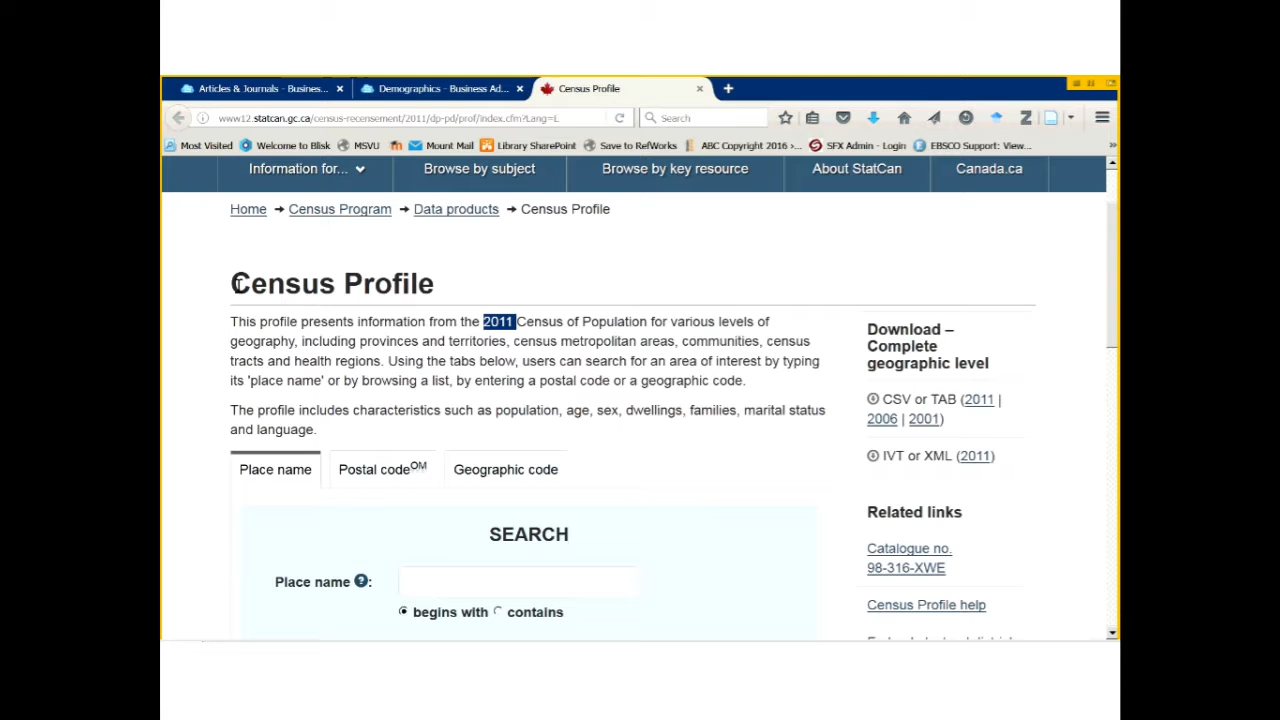 Articles & Journals - Business...
Demographics - Business Ad...
Census Profile
www12.statcan.gc.ca/census-recensement/2011/dp-pd/prof/index.cfm?Lang=E
Search
Most Visited
Welcome to Blisk
MSVU
Mount Mail
Library SharePoint
Save to RefWorks
ABC Copyright 2016 >...
SFX Admin - Login
EBSCO Support: View...
Information for...
Browse by subject
Browse by key resource
About StatCan
Canada.ca
Home → Census Program → Data products → Census Profile
Census Profile
This profile presents information from the 2011 Census of Population for various levels of
geography, including provinces and territories, census metropolitan areas, communities, census
tracts and health regions. Using the tabs below, users can search for an area of interest by typing
its 'place name' or by browsing a list, by entering a postal code or a geographic code.
The profile includes characteristics such as population, age, sex, dwellings, families, marital status
and language.
Place name
Postal codeOM
Geographic code
SEARCH
Place name ?:
begins with
contains
Download –
Complete
geographic level
CSV or TAB (2011 |
2006 | 2001)
IVT or XML (2011)
Related links
Catalogue no.
98-316-XWE
Census Profile help